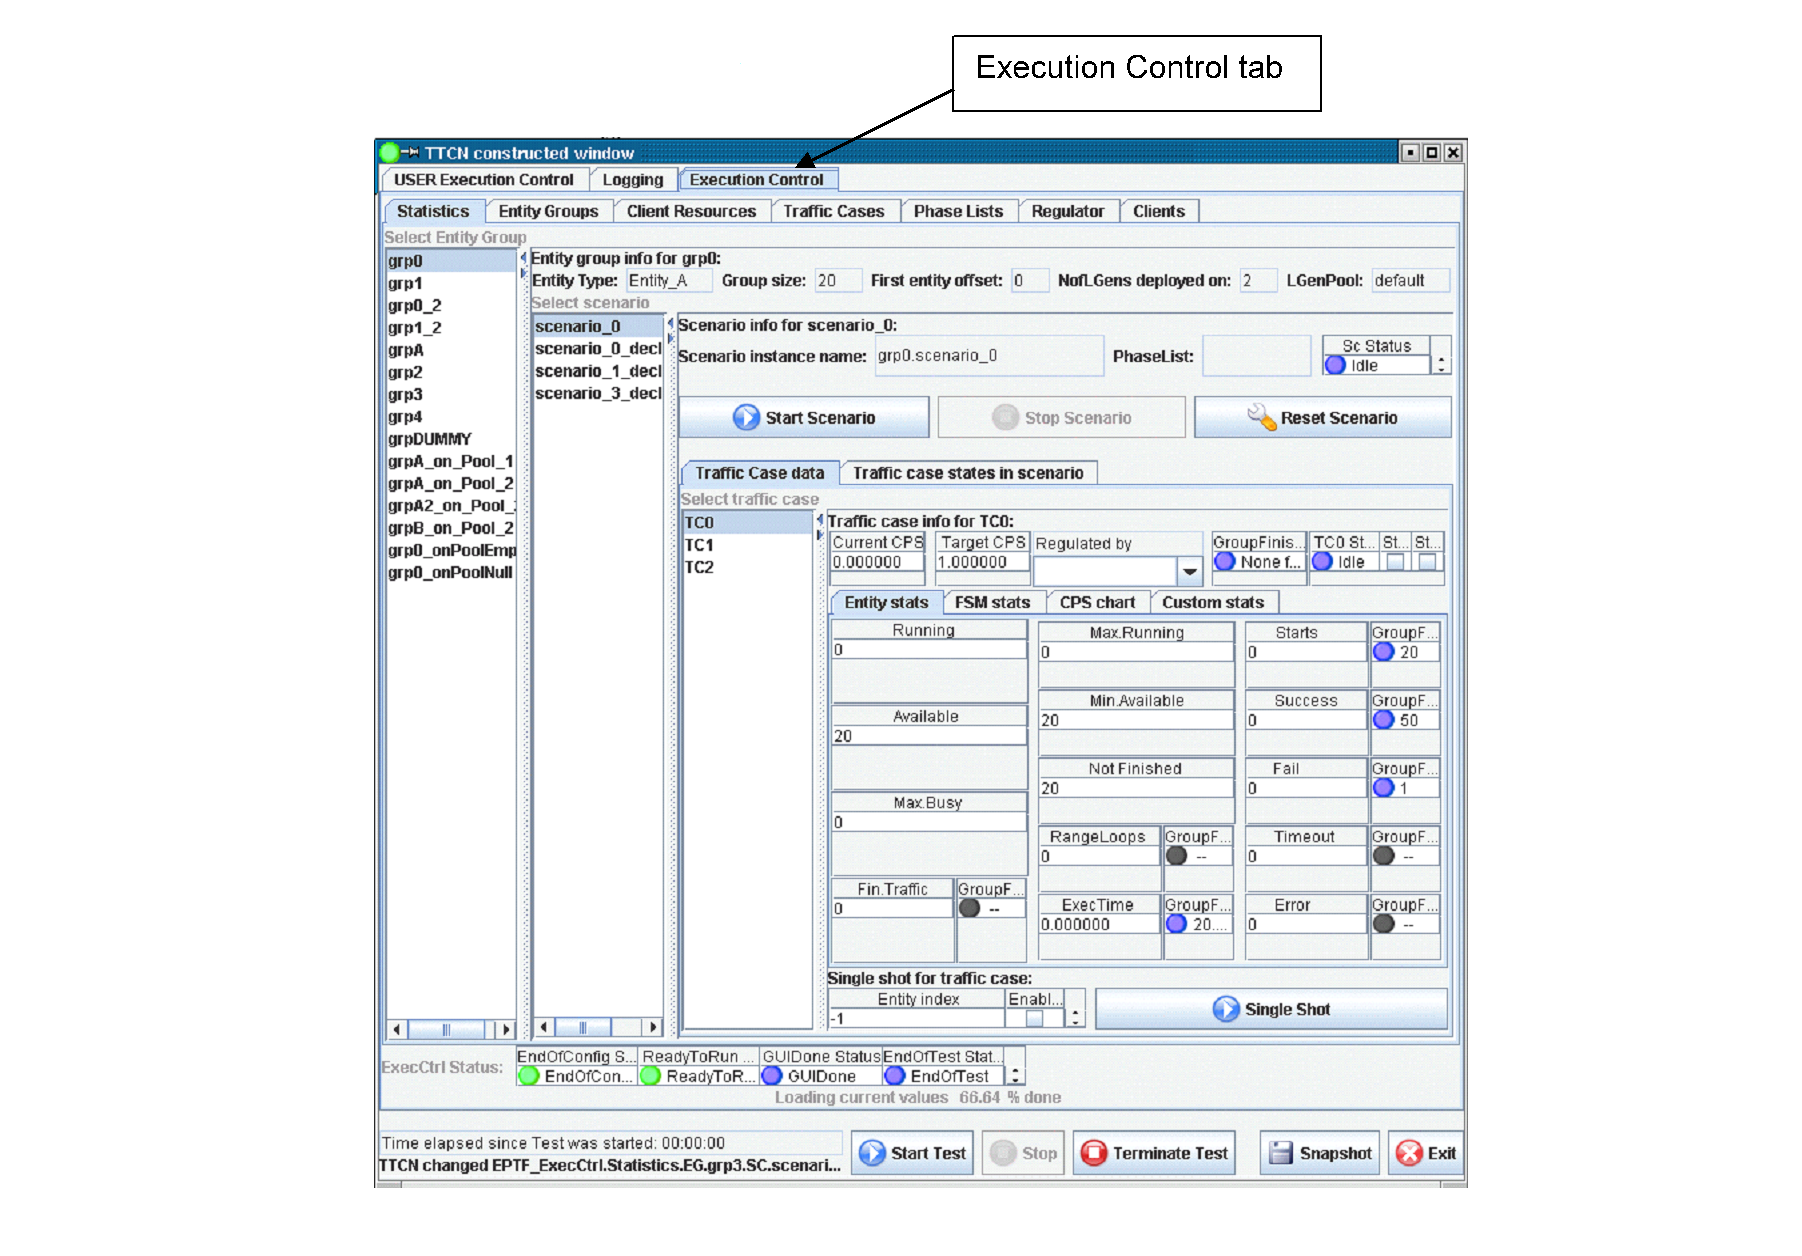 Execution Control tab
TTCN constructed window
USER Execution Control Logging Execution Control
Statistics Entity Groups Client Resources Traffic Cases Phase Lists Regulator Clients
Select Entity Group
grp0
grp1
grp0_2
grp1_2
grpA
grp2
grp3
grp4
grpDUMMY
grpA_on_Pool_1
grpA_on_Pool_2
grpA2_on_Pool_
grpB_on_Pool_2
grp0_onPoolEmp
grp0_onPoolNull
Entity group info for grp0:
Entity Type: Entity_A Group size: 20 First entity offset: 0 NofLGens deployed on: 2 LGenPool: default
Select scenario
scenario_0
scenario_0_decl
scenario_1_decl
scenario_3_decl
Scenario info for scenario_0:
Scenario instance name: grp0.scenario_0 PhaseList:
Sc Status
Idle
Start Scenario Stop Scenario Reset Scenario
Traffic Case data Traffic case states in scenario
Select traffic case
TC0
TC1
TC2
Traffic case info for TC0:
Current CPS Target CPS Regulated by GroupFinis... TC0 St... St... St...
0.000000 1.000000 None f... Idle
Entity stats FSM stats CPS chart Custom stats
Running
0
Available
20
Max.Busy
0
Fin.Traffic GroupF...
0 --
Max.Running
0
Min.Available
20
Not Finished
20
RangeLoops GroupF...
0 --
ExecTime GroupF...
0.000000 20....
Starts GroupF...
0 20
Success GroupF...
0 50
Fail GroupF...
0 1
Timeout GroupF...
0 --
Error GroupF...
0 --
Single shot for traffic case:
Entity index Enabl...
-1
Single Shot
ExecCtrl Status:
EndOfConfig S... ReadyToRun ... GUIDone Status EndOfTest Stat...
EndOfCon... ReadyToR... GUIDone EndOfTest
Loading current values 66.64 % done
Time elapsed since Test was started: 00:00:00
TTCN changed EPTF_ExecCtrl.Statistics.EG.grp3.SC.scenari...
Start Test Stop Terminate Test Snapshot Exit